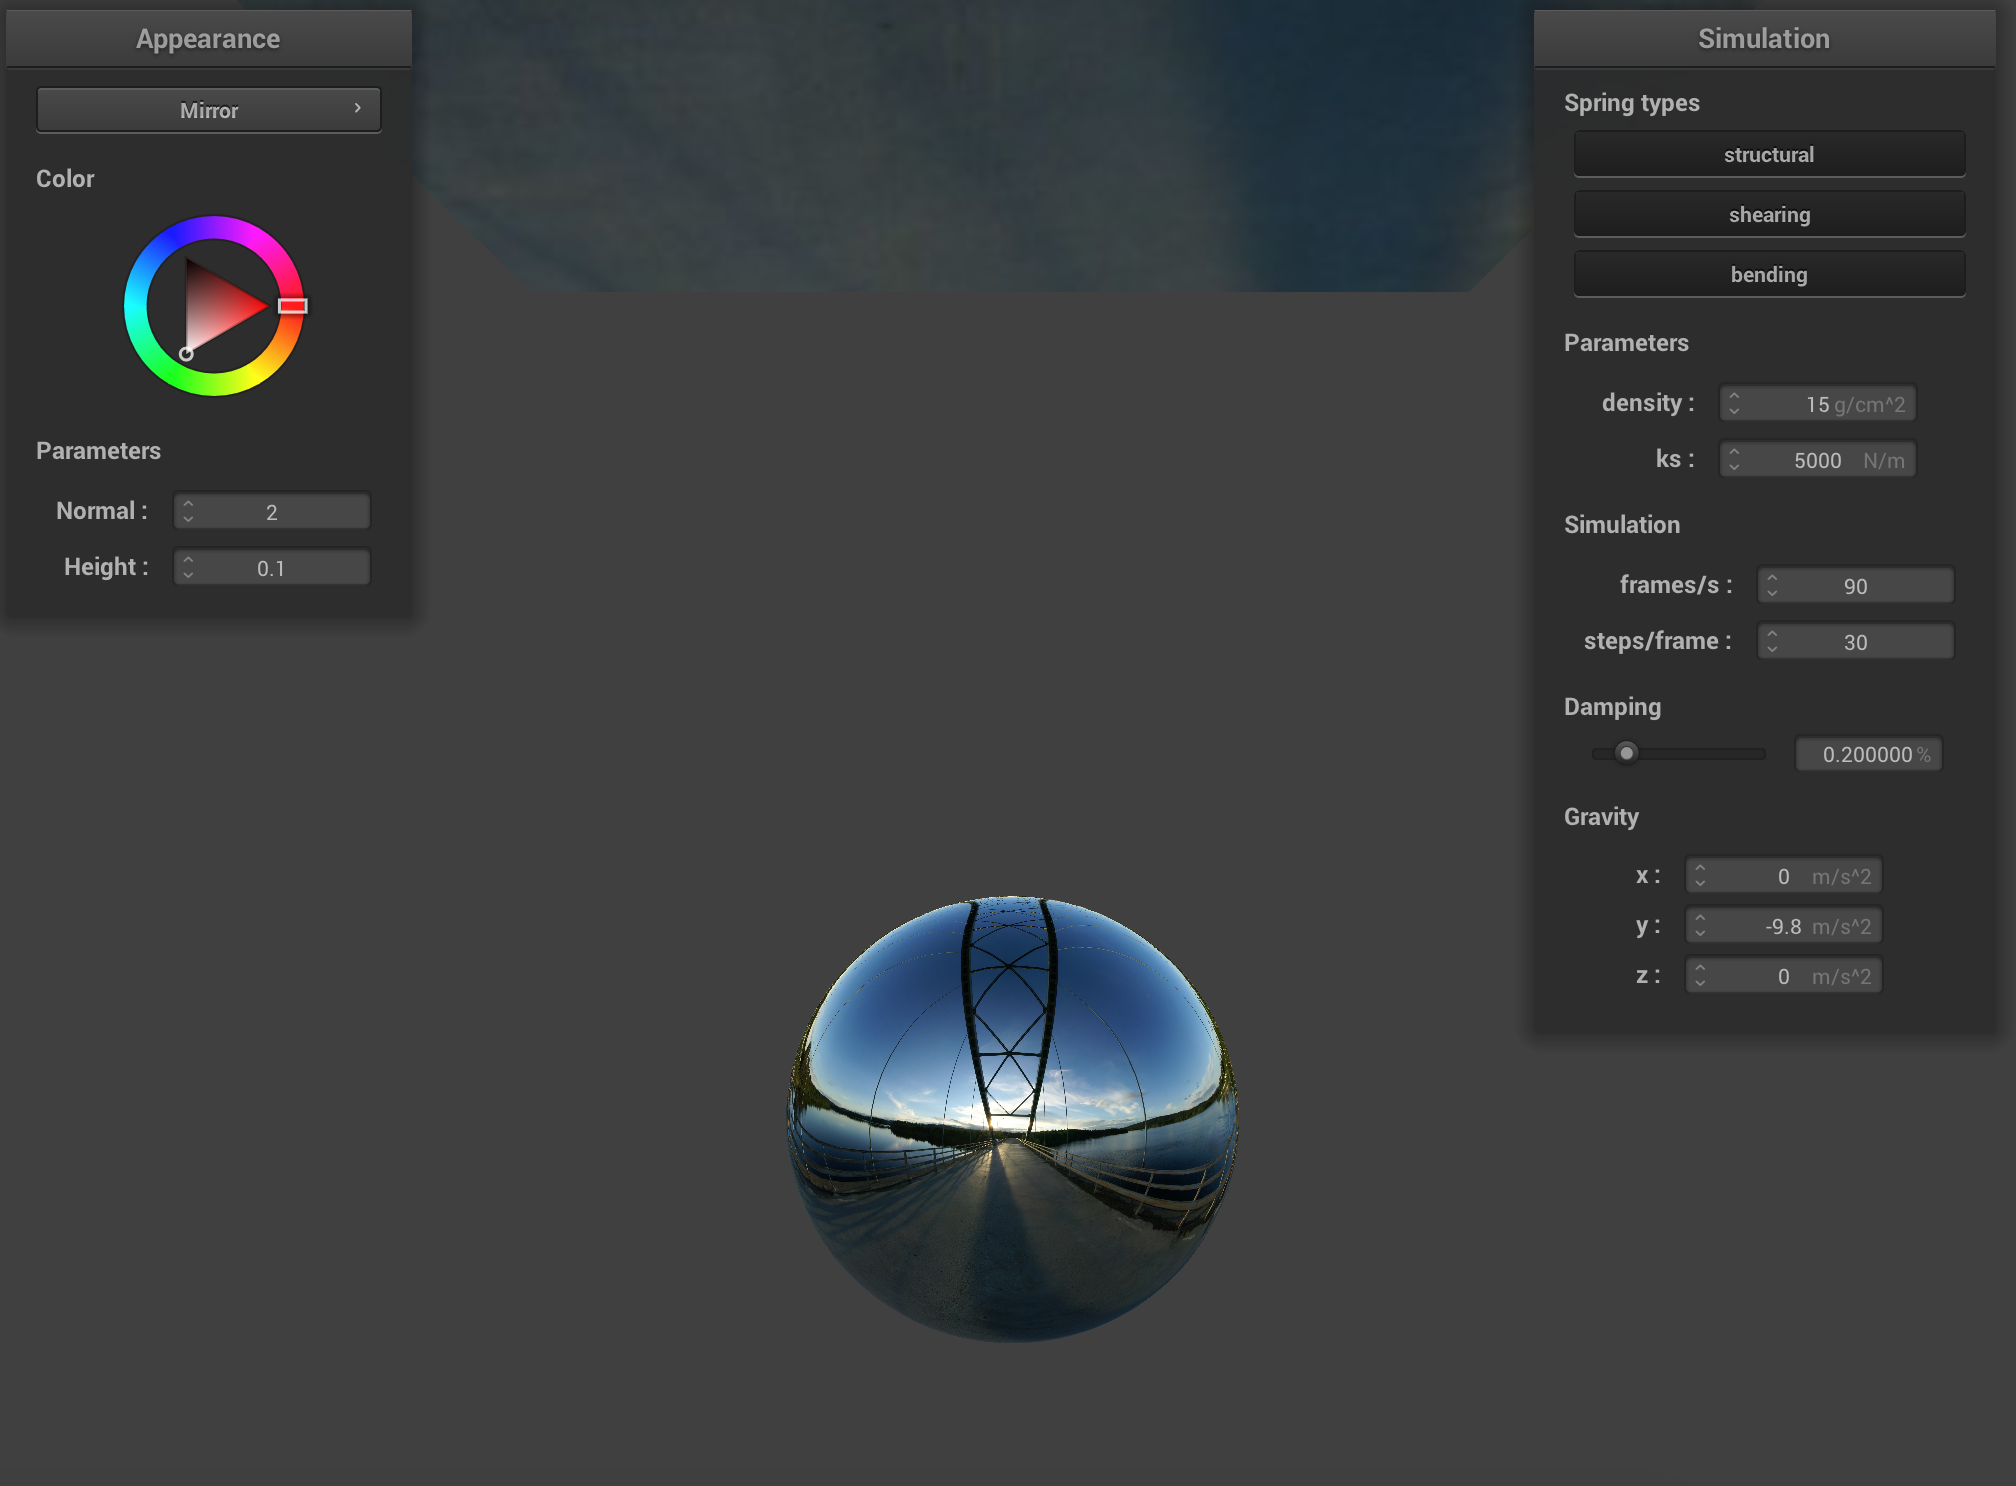 Appearance
Mirror
Color
Parameters
Normal : 2
Height : 0.1
Simulation
Spring types
structural
shearing
bending
Parameters
density : 15 g/cm^2
ks : 5000 N/m
Simulation
frames/s : 90
steps/frame : 30
Damping
0.200000 %
Gravity
x : 0 m/s^2
y : -9.8 m/s^2
z : 0 m/s^2